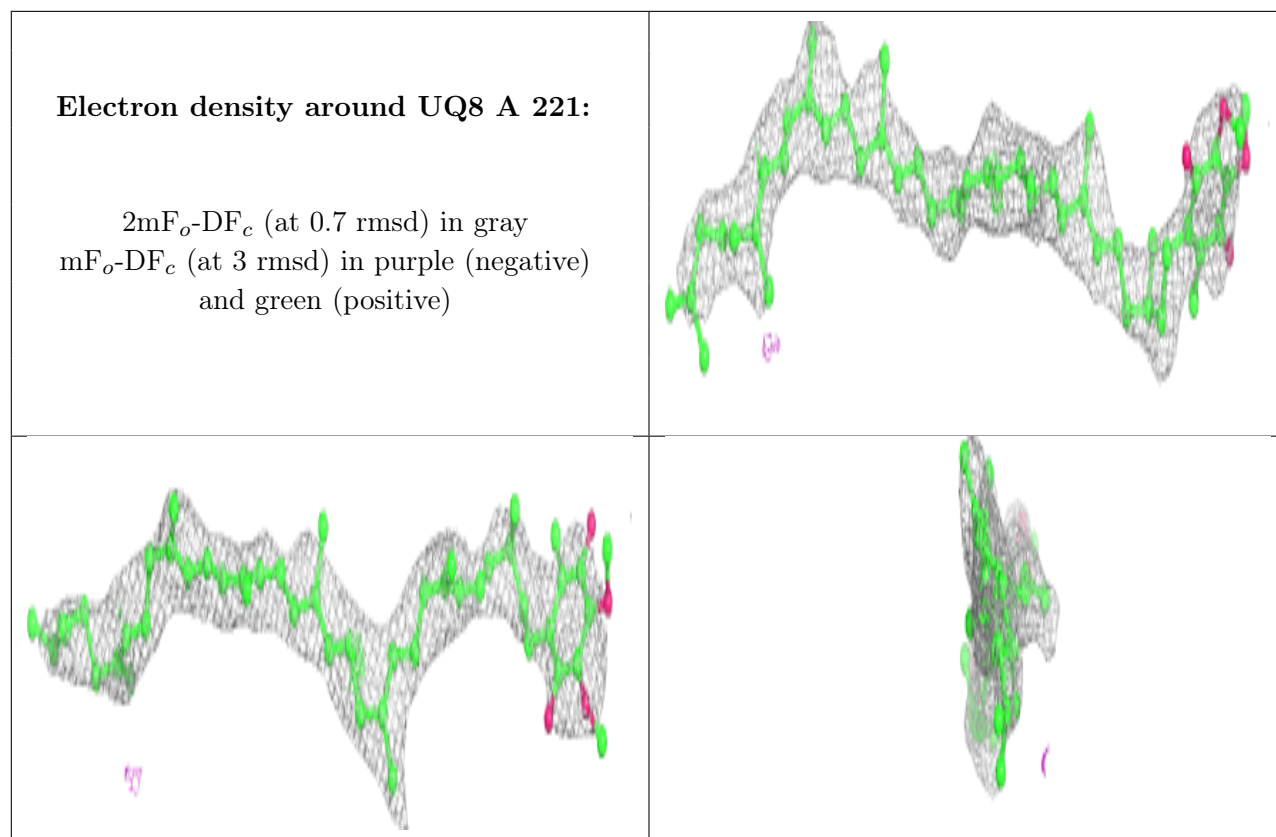 Electron density around UQ8 A 221:
2mFo-DFc (at 0.7 rmsd) in gray
mFo-DFc (at 3 rmsd) in purple (negative)
and green (positive)